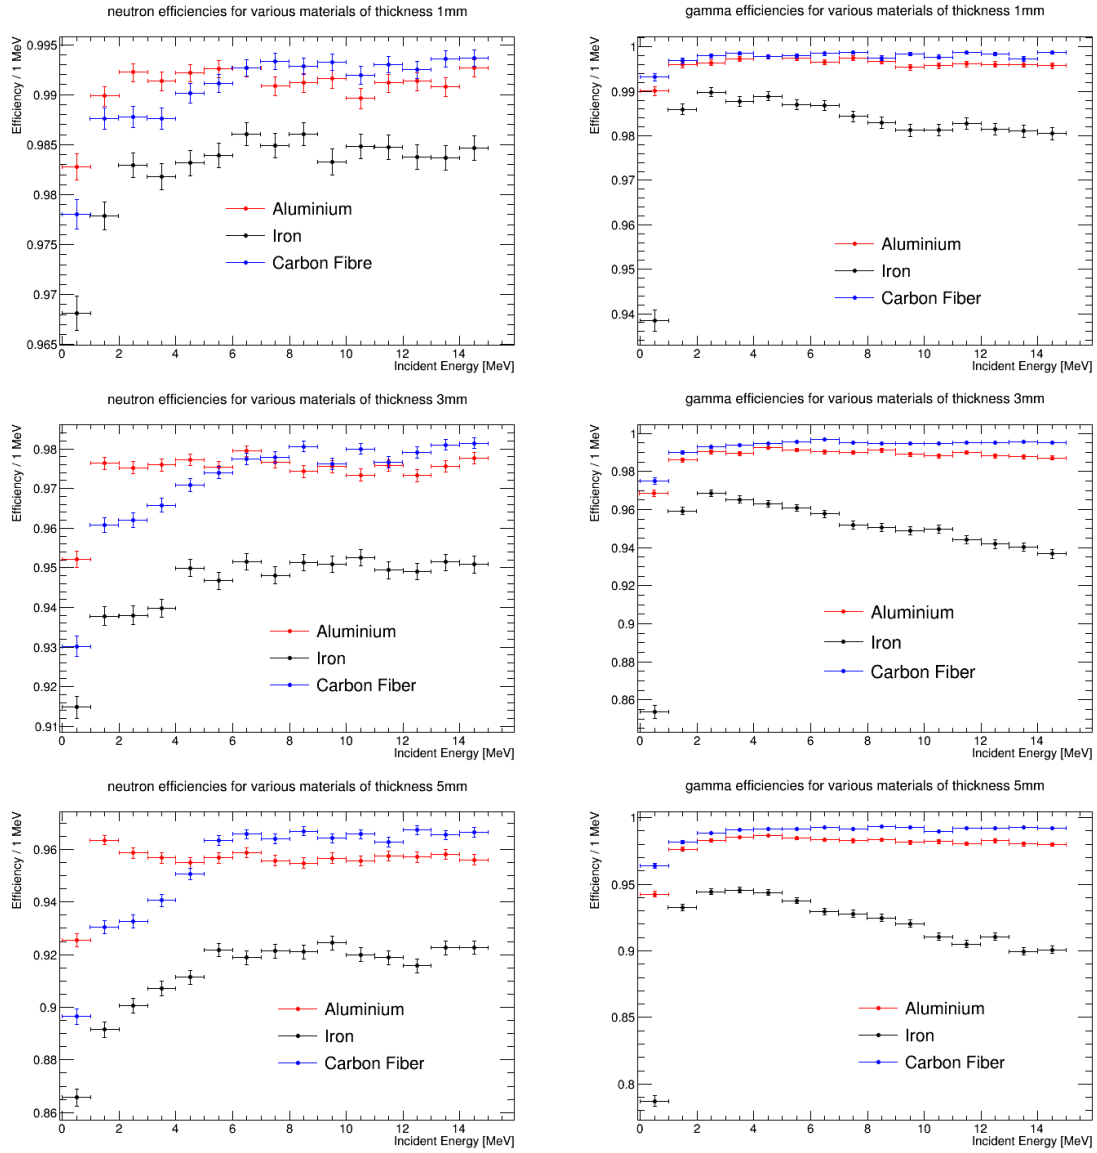 neutron efficiencies for various materials of thickness 1mm
Efficiency / 1 MeV
0.995
0.99
0.985
0.98
0.975
0.97
0.965
Aluminium
Iron
Carbon Fibre
0 2 4 6 8 10 12 14
Incident Energy [MeV]
gamma efficiencies for various materials of thickness 1mm
Efficiency / 1 MeV
1
0.99
0.98
0.97
0.96
0.95
0.94
Aluminium
Iron
Carbon Fiber
0 2 4 6 8 10 12 14
Incident Energy [MeV]
neutron efficiencies for various materials of thickness 3mm
Efficiency / 1 MeV
0.98
0.97
0.96
0.95
0.94
0.93
0.92
0.91
Aluminium
Iron
Carbon Fiber
0 2 4 6 8 10 12 14
Incident Energy [MeV]
gamma efficiencies for various materials of thickness 3mm
Efficiency / 1 MeV
1
0.98
0.96
0.94
0.92
0.9
0.88
0.86
Aluminium
Iron
Carbon Fiber
0 2 4 6 8 10 12 14
Incident Energy [MeV]
neutron efficiencies for various materials of thickness 5mm
Efficiency / 1 MeV
0.96
0.94
0.92
0.9
0.88
0.86
Aluminium
Iron
Carbon Fiber
0 2 4 6 8 10 12 14
Incident Energy [MeV]
gamma efficiencies for various materials of thickness 5mm
Efficiency / 1 MeV
1
0.95
0.9
0.85
0.8
Aluminium
Iron
Carbon Fiber
0 2 4 6 8 10 12 14
Incident Energy [MeV]